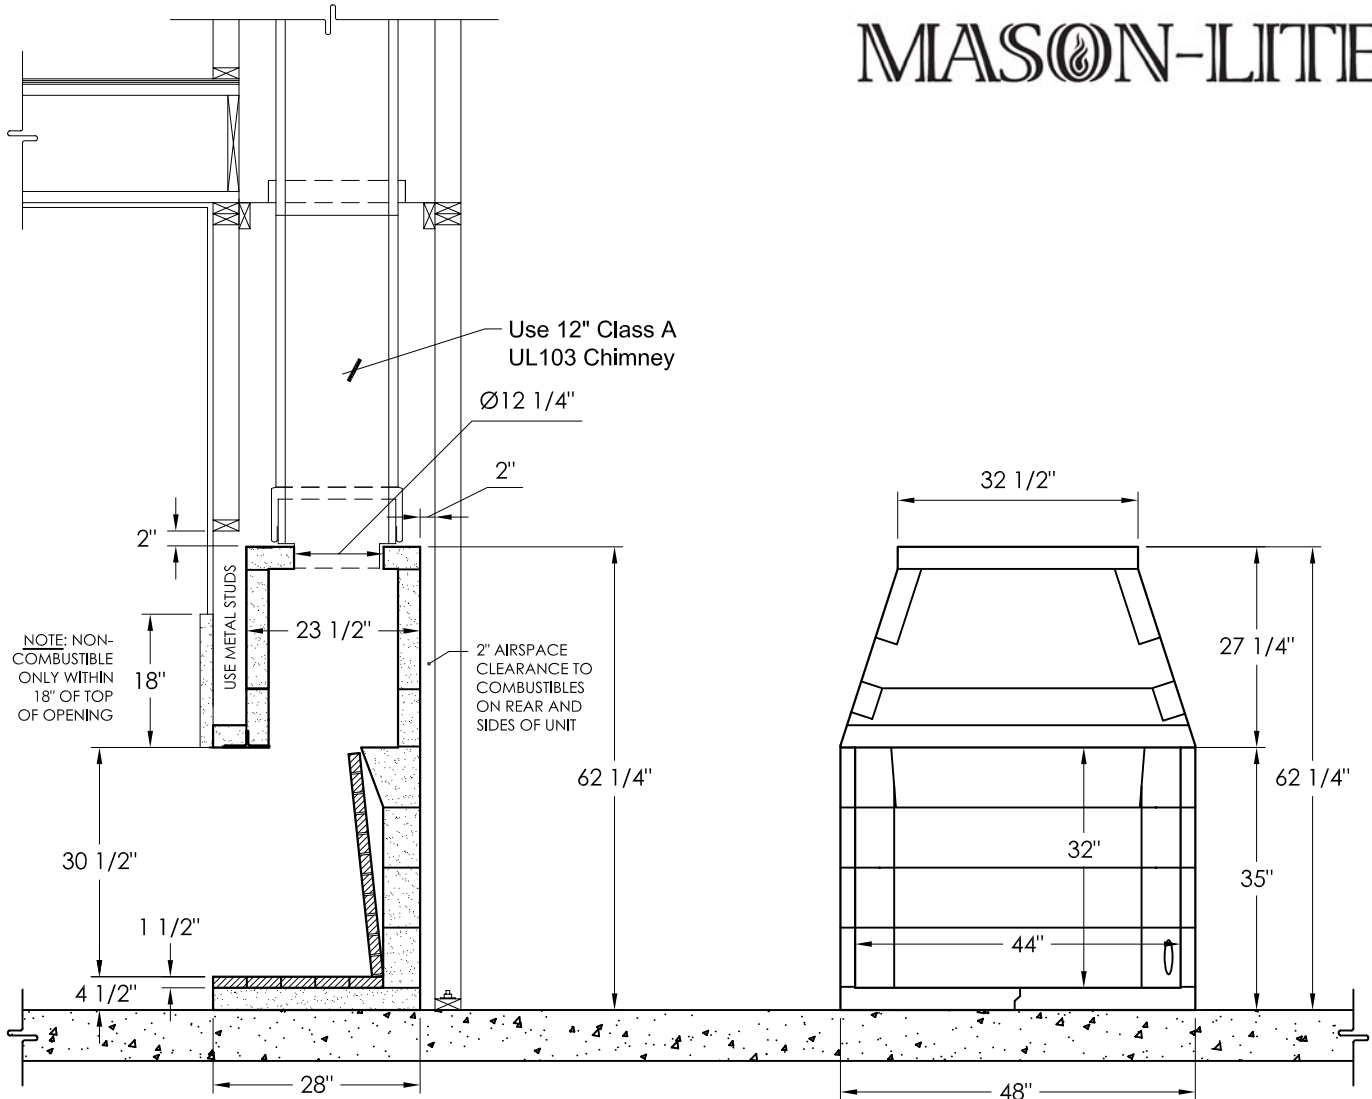 MASON-LITE
Use 12" Class A
UL103 Chimney
Ø12 1/4"
2"
32 1/2"
2"
USE METAL STUDS
23 1/2"
NOTE: NON-
COMBUSTIBLE
ONLY WITHIN
18" OF TOP
OF OPENING
18"
2" AIRSPACE
CLEARANCE TO
COMBUSTIBLES
ON REAR AND
SIDES OF UNIT
27 1/4"
62 1/4"
62 1/4"
30 1/2"
32"
35"
1 1/2"
44"
4 1/2"
28"
48"